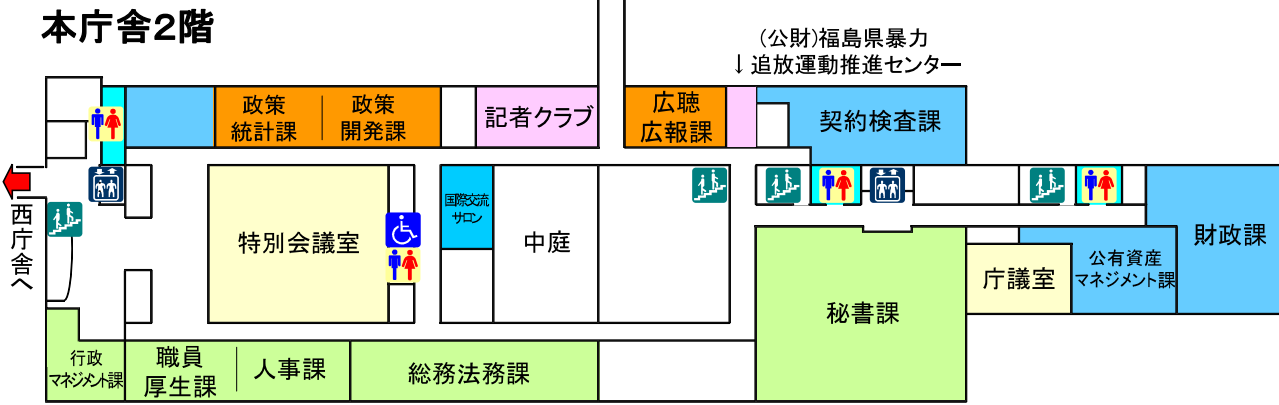 本庁舎2階
(公財)福島県暴力
↓追放運動推進センター
政策
統計課
政策
開発課
記者クラブ
広聴
広報課
契約検査課
西庁舎へ
特別会議室
国際交流
サロン
中庭
財政課
庁議室
公有資産
マネジメント課
秘書課
行政
マネジメント課
職員
厚生課
人事課
総務法務課